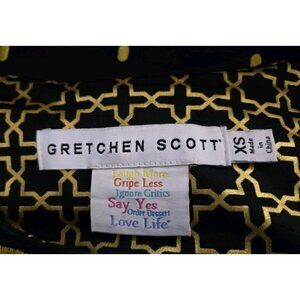 GRETCHEN SCOTT
XS
Made in China
Laugh More
Gripe Less
Ignore Critics
Say Yes
Order Dessert
Love Life